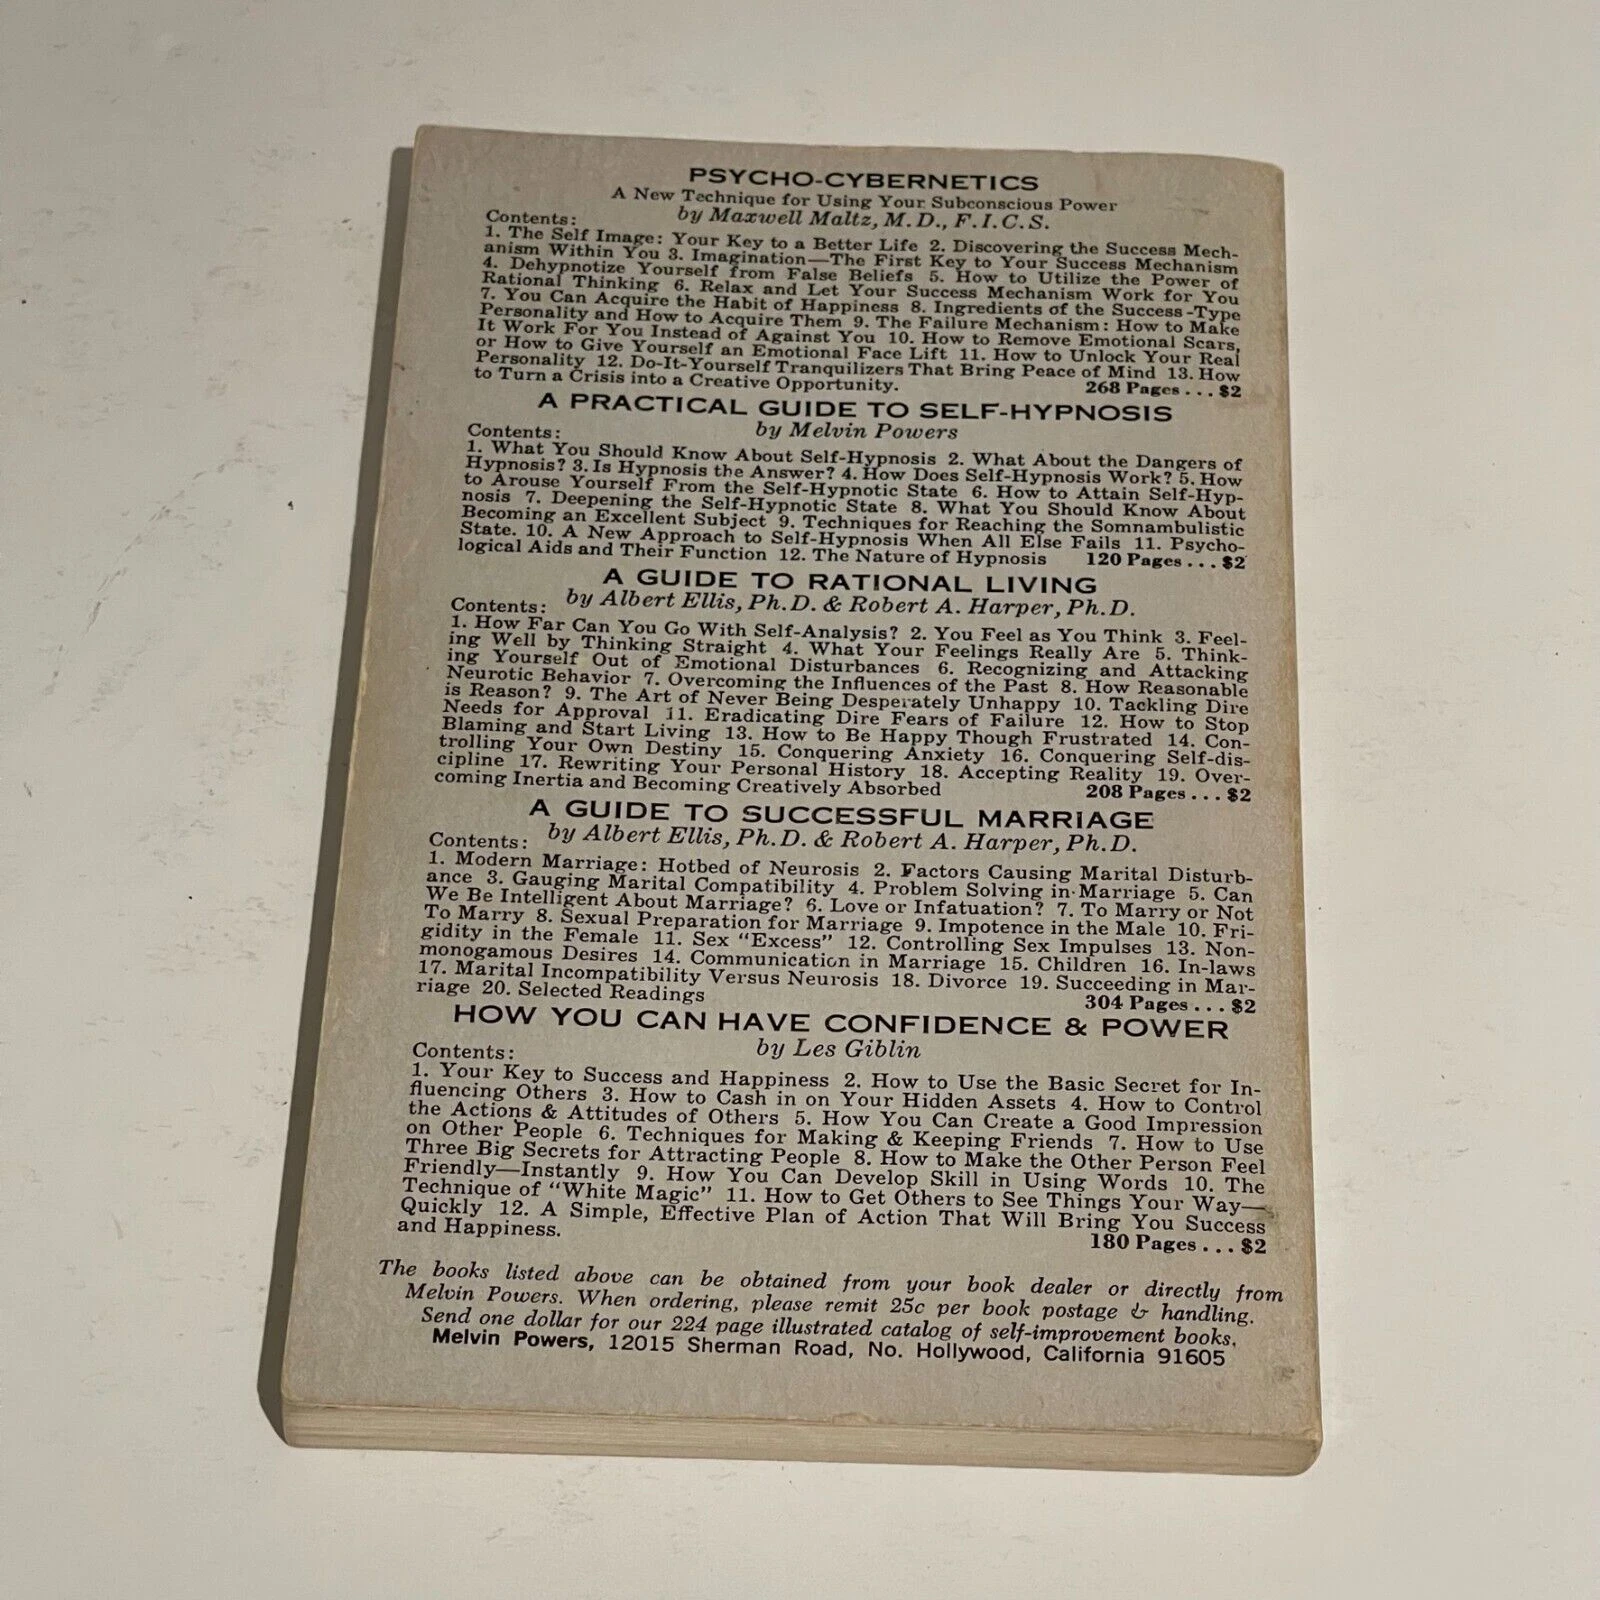 PSYCHO-CYBERNETICS
A New Technique for Using Your Subconscious Power
Contents: by Maxwell Maltz, M.D., F.I.C.S.
1. The Self Image: Your Key to a Better Life 2. Discovering the Success Mech-
anism Within You 3. Imagination—The First Key to Your Success Mechanism
4. Dehypnotize Yourself from False Beliefs 5. How to Utilize the Power of
Rational Thinking 6. Relax and Let Your Success Mechanism Work for You
7. You Can Acquire the Habit of Happiness 8. Ingredients of the Success-Type
Personality and How to Acquire Them 9. The Failure Mechanism: How to Make
It Work For You Instead of Against You 10. How to Remove Emotional Scars,
or How to Give Yourself an Emotional Face Lift 11. How to Unlock Your Real
Personality 12. Do-It-Yourself Tranquilizers That Bring Peace of Mind 13. How
to Turn a Crisis into a Creative Opportunity. 268 Pages . . . $2
A PRACTICAL GUIDE TO SELF-HYPNOSIS
Contents: by Melvin Powers
1. What You Should Know About Self-Hypnosis 2. What About the Dangers of
Hypnosis? 3. Is Hypnosis the Answer? 4. How Does Self-Hypnosis Work? 5. How
to Arouse Yourself From the Self-Hypnotic State 6. How to Attain Self-Hyp-
nosis 7. Deepening the Self-Hypnotic State 8. What You Should Know About
Becoming an Excellent Subject 9. Techniques for Reaching the Somnambulistic
State. 10. A New Approach to Self-Hypnosis When All Else Fails 11. Psycho-
logical Aids and Their Function 12. The Nature of Hypnosis 120 Pages . . . $2
A GUIDE TO RATIONAL LIVING
Contents: by Albert Ellis, Ph.D. & Robert A. Harper, Ph.D.
1. How Far Can You Go With Self-Analysis? 2. You Feel as You Think 3. Feel-
ing Well by Thinking Straight 4. What Your Feelings Really Are 5. Think-
ing Yourself Out of Emotional Disturbances 6. Recognizing and Attacking
Neurotic Behavior 7. Overcoming the Influences of the Past 8. How Reasonable
is Reason? 9. The Art of Never Being Desperately Unhappy 10. Tackling Dire
Needs for Approval 11. Eradicating Dire Fears of Failure 12. How to Stop
Blaming and Start Living 13. How to Be Happy Though Frustrated 14. Con-
trolling Your Own Destiny 15. Conquering Anxiety 16. Conquering Self-dis-
cipline 17. Rewriting Your Personal History 18. Accepting Reality 19. Over-
coming Inertia and Becoming Creatively Absorbed 208 Pages . . . $2
A GUIDE TO SUCCESSFUL MARRIAGE
Contents: by Albert Ellis, Ph.D. & Robert A. Harper, Ph.D.
1. Modern Marriage: Hotbed of Neurosis 2. Factors Causing Marital Disturb-
ance 3. Gauging Marital Compatibility 4. Problem Solving in Marriage 5. Can
We Be Intelligent About Marriage? 6. Love or Infatuation? 7. To Marry or Not
To Marry 8. Sexual Preparation for Marriage 9. Impotence in the Male 10. Fri-
gidity in the Female 11. Sex "Excess" 12. Controlling Sex Impulses 13. Non-
monogamous Desires 14. Communication in Marriage 15. Children 16. In-laws
17. Marital Incompatibility Versus Neurosis 18. Divorce 19. Succeeding in Mar-
riage 20. Selected Readings 304 Pages . . . $2
HOW YOU CAN HAVE CONFIDENCE & POWER
Contents: by Les Giblin
1. Your Key to Success and Happiness 2. How to Use the Basic Secret for In-
fluencing Others 3. How to Cash in on Your Hidden Assets 4. How to Control
the Actions & Attitudes of Others 5. How You Can Create a Good Impression
on Other People 6. Techniques for Making & Keeping Friends 7. How to Use
Three Big Secrets for Attracting People 8. How to Make the Other Person Feel
Friendly—Instantly 9. How You Can Develop Skill in Using Words 10. The
Technique of "White Magic" 11. How to Get Others to See Things Your Way—
Quickly 12. A Simple, Effective Plan of Action That Will Bring You Success
and Happiness. 180 Pages . . . $2
The books listed above can be obtained from your book dealer or directly from
Melvin Powers. When ordering, please remit 25c per book postage & handling.
Send one dollar for our 224 page illustrated catalog of self-improvement books.
Melvin Powers, 12015 Sherman Road, No. Hollywood, California 91605